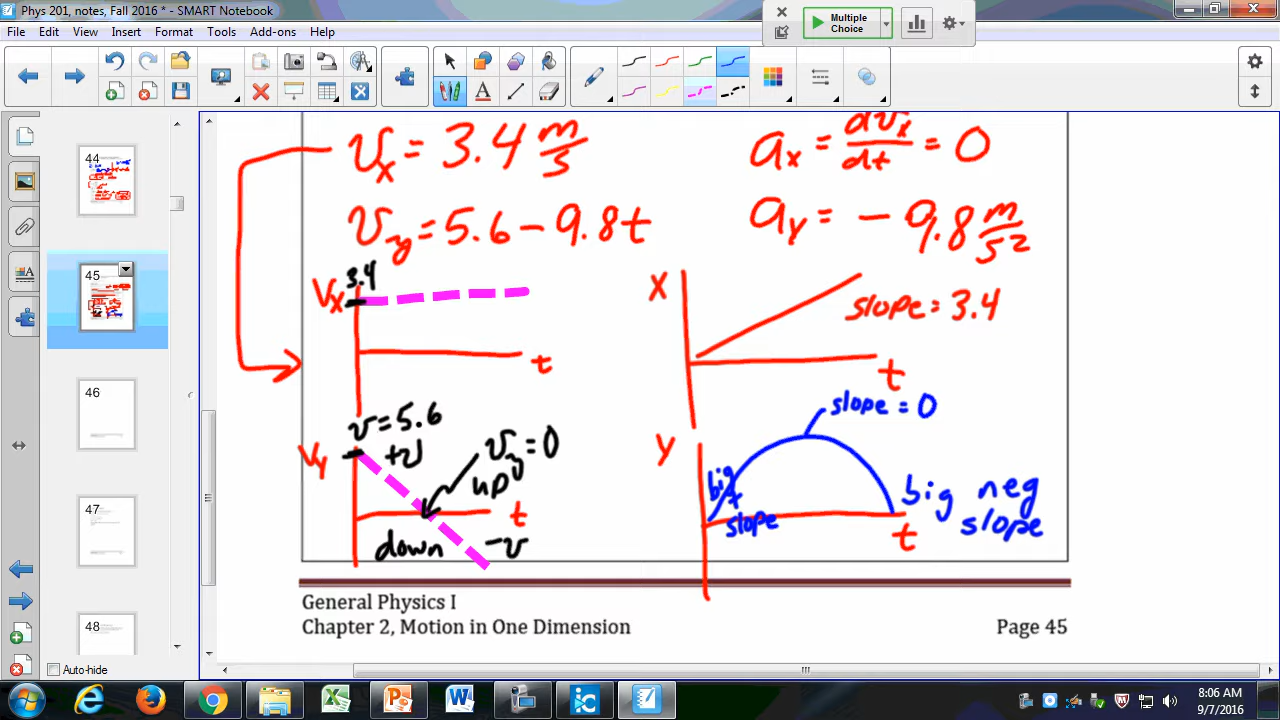 Phys 201, notes, Fall 2016 * - SMART Notebook
Multiple Choice
File Edit View Insert Format Tools Add-ons Help
44
45
46
47
48
Auto-hide
vx = 3.4 m/s
ax = dvx/dt = 0
vy = 5.6 - 9.8t
ay = - 9.8 m/s²
Vx
3.4
t
X
slope = 3.4
t
v = 5.6
Vy
+v
vy = 0
up
t
down
-v
slope = 0
Y
big +
slope
big neg
slope
t
General Physics I
Chapter 2, Motion in One Dimension
Page 45
8:06 AM
9/7/2016